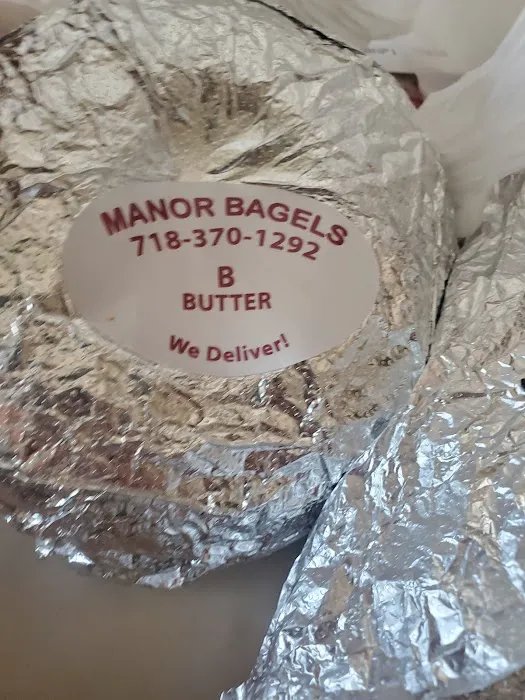 MANOR BAGELS
718-370-1292
B
BUTTER
We Deliver!